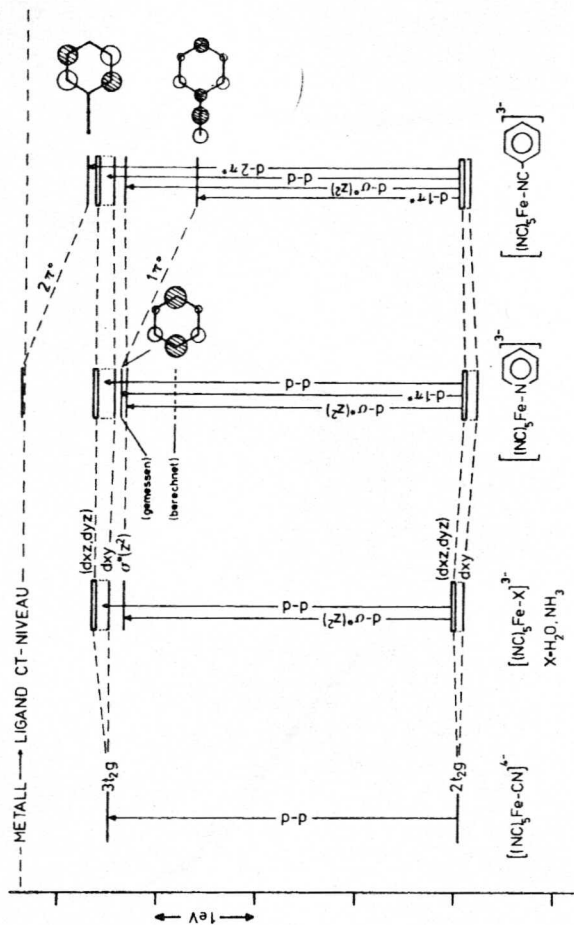 METALL → LIGAND CT-NIVEAU
2π*
1π*
(gemessen)
(berechnet)
(dxz,dyz)
dxy
σ*(z²)
3t₂g
d-d
d-σ*(z²)
d-d
d-σ*(z²)
d-1π*
d-d
d-1π*
d-σ*(z²)
d-d
d-2π*
(dxz,dyz)
dxy
2t₂g
1eV
[(NC)₅Fe-CN]⁴⁻
[(NC)₅Fe-X]³⁻
X=H₂O, NH₃
[(NC)₅Fe-N]³⁻
[(NC)₅Fe-NC]³⁻